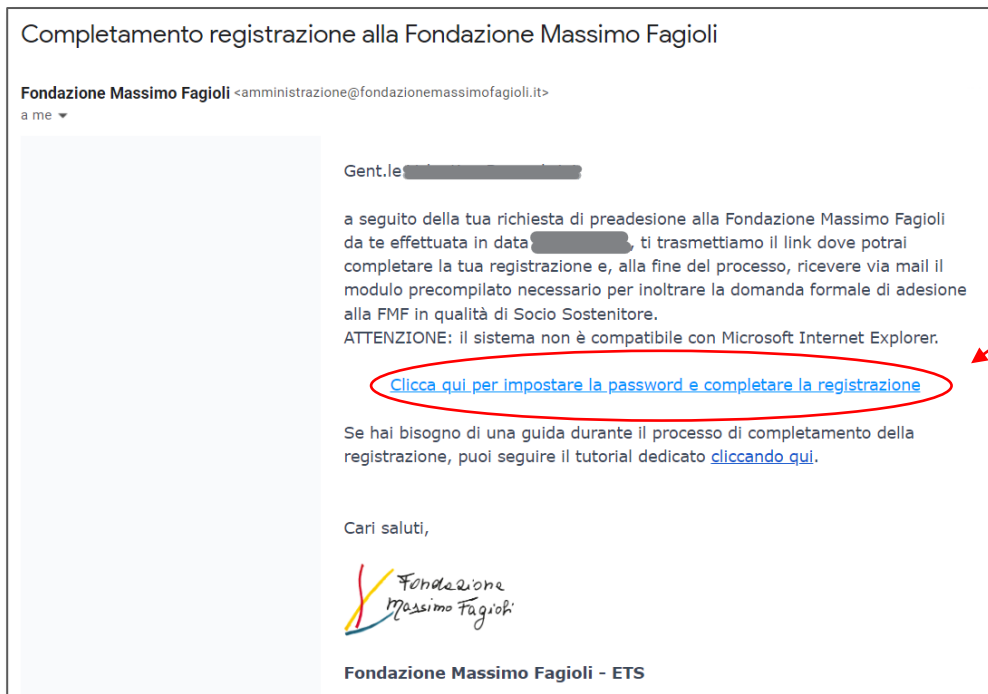 Completamento registrazione alla Fondazione Massimo Fagioli
Fondazione Massimo Fagioli <amministrazione@fondazionemassimofagioli.it>
a me
Gent.le
a seguito della tua richiesta di preadesione alla Fondazione Massimo Fagioli
da te effettuata in data , ti trasmettiamo il link dove potrai
completare la tua registrazione e, alla fine del processo, ricevere via mail il
modulo precompilato necessario per inoltrare la domanda formale di adesione
alla FMF in qualità di Socio Sostenitore.
ATTENZIONE: il sistema non è compatibile con Microsoft Internet Explorer.
Clicca qui per impostare la password e completare la registrazione
Se hai bisogno di una guida durante il processo di completamento della
registrazione, puoi seguire il tutorial dedicato cliccando qui.
Cari saluti,
Fondazione
Massimo Fagioli
Fondazione Massimo Fagioli - ETS